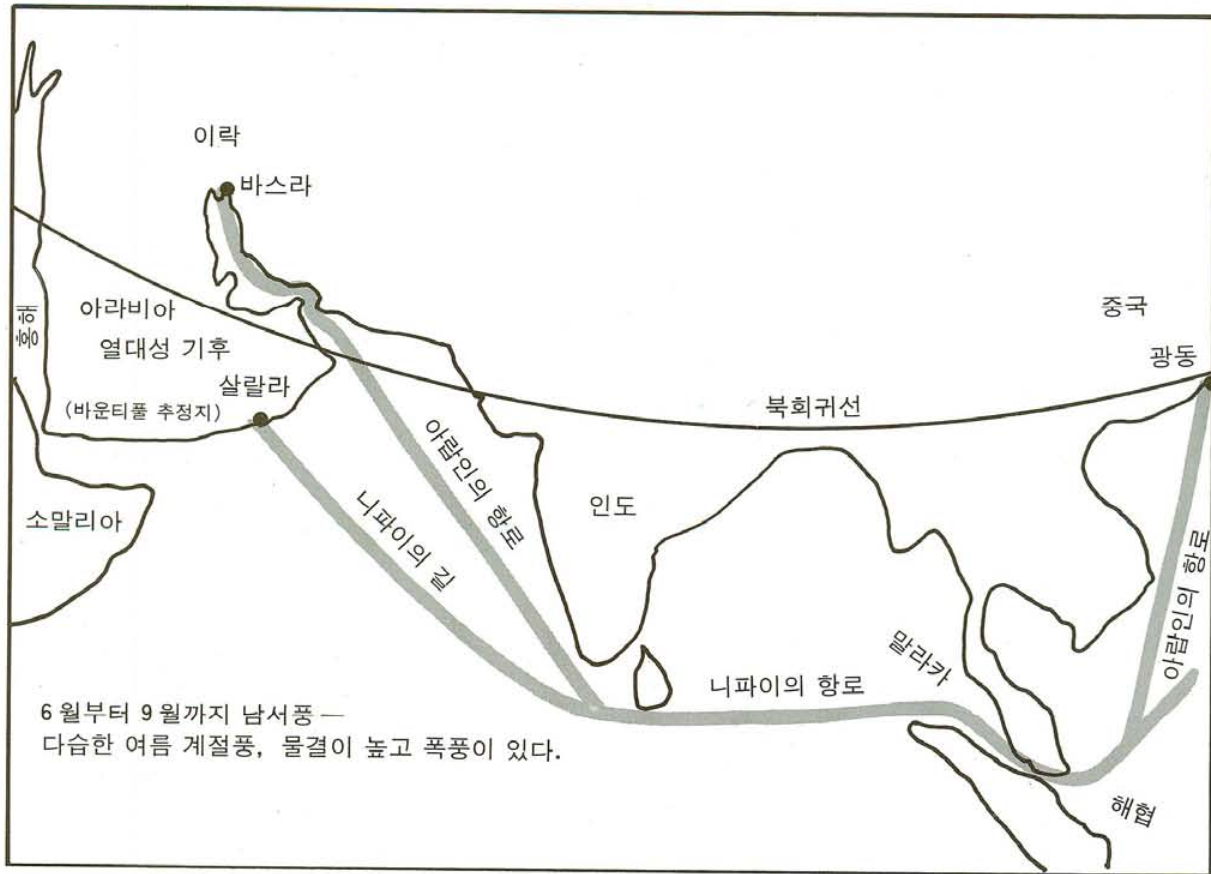 이락
바스라
홍해
아라비아
열대성 기후
살랄라
(바운티풀 추정지)
소말리아
중국
광동
북회귀선
인도
아랍인의 항로
니파이의 길
니파이의 항로
말라카
해협
아랍인의 항로
6월부터 9월까지 남서풍 —
다습한 여름 계절풍, 물결이 높고 폭풍이 있다.